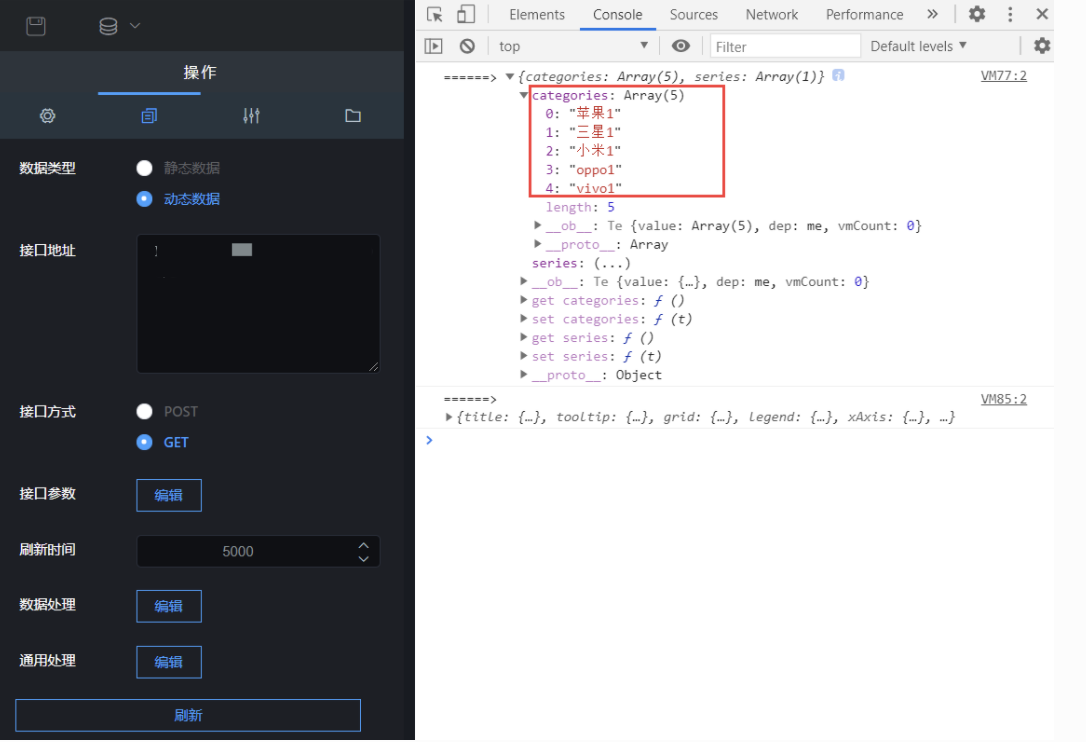 操作
数据类型
静态数据
动态数据
接口地址
接口方式
POST
GET
接口参数
编辑
刷新时间
5000
数据处理
编辑
通用处理
编辑
刷新
Elements Console Sources Network Performance »
top Filter Default levels ▼
======> ▼{categories: Array(5), series: Array(1)} i VM77:2
▼categories: Array(5)
0: "苹果1"
1: "三星1"
2: "小米1"
3: "oppo1"
4: "vivo1"
length: 5
▶__ob__: Te {value: Array(5), dep: me, vmCount: 0}
▶__proto__: Array
series: (...)
▶__ob__: Te {value: {…}, dep: me, vmCount: 0}
▶get categories: ƒ ()
▶set categories: ƒ (t)
▶get series: ƒ ()
▶set series: ƒ (t)
▶__proto__: Object
======> VM85:2
▶{title: {…}, tooltip: {…}, grid: {…}, legend: {…}, xAxis: {…}, …}
>